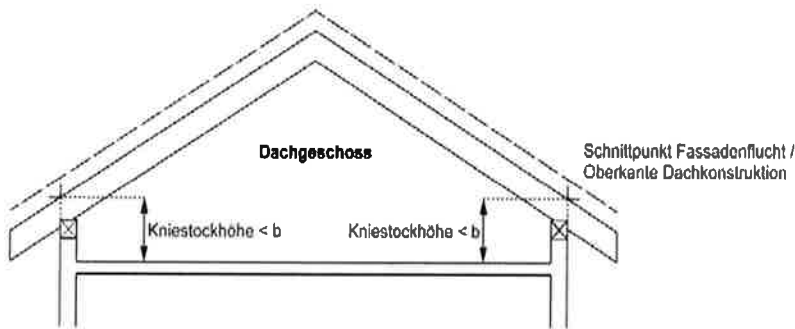 Dachgeschoss
Schnittpunkt Fassadenflucht /
Oberkante Dachkonstruktion
Kniestockhöhe < b
Kniestockhöhe < b